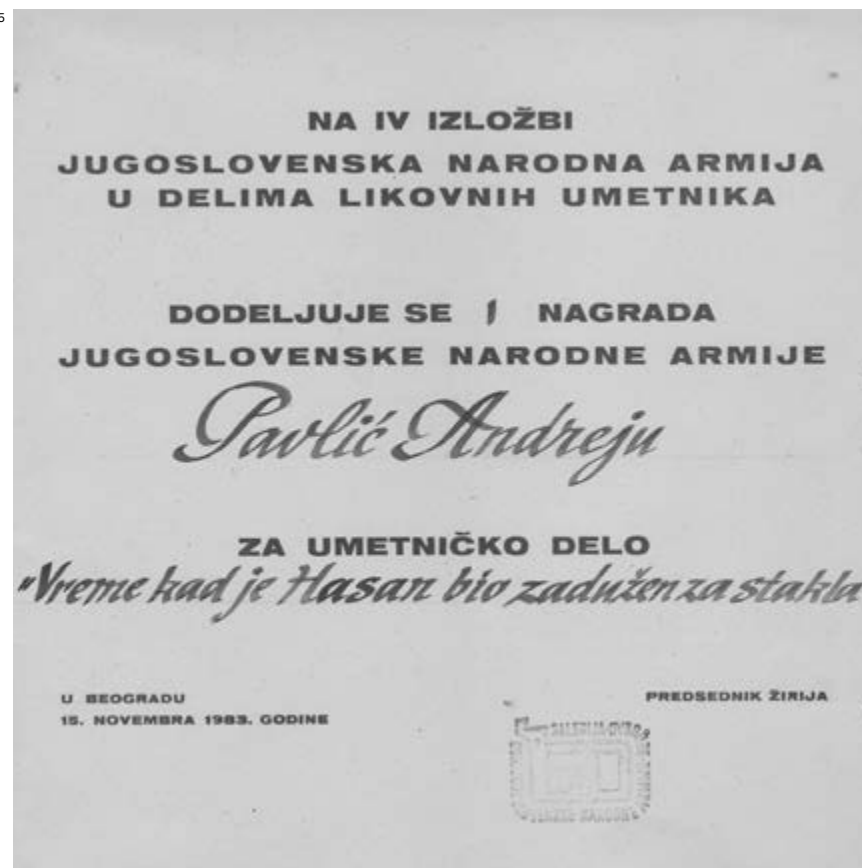 5
NA IV IZLOŽBI
JUGOSLOVENSKA NARODNA ARMIJA
U DELIMA LIKOVNIH UMETNIKA
DODELJUJE SE I NAGRADA
JUGOSLOVENSKE NARODNE ARMIJE
Pavlić Andreju
ZA UMETNIČKO DELO
"Vreme kad je Hasan bio zadužen za stakla
U BEOGRADU
15. NOVEMBRA 1983. GODINE
PREDSEDNIK ŽIRIJA